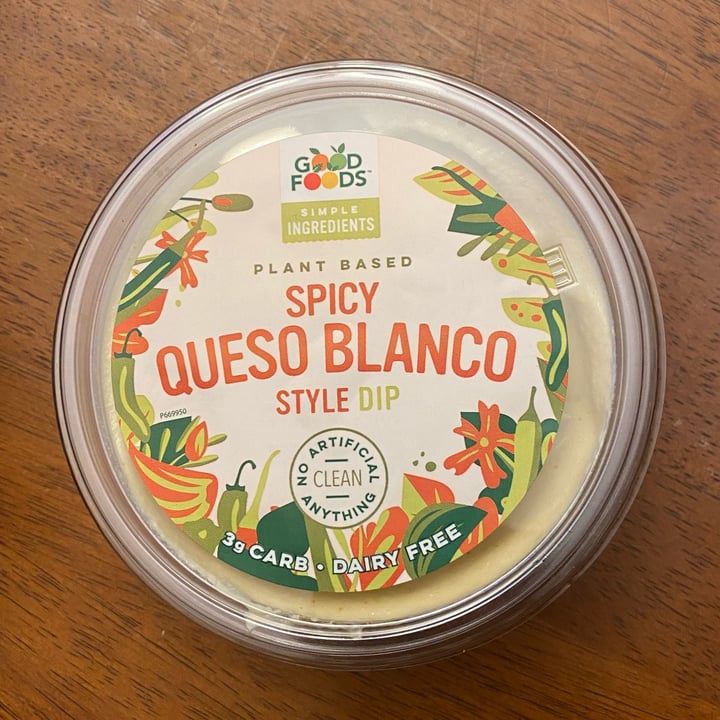 GOOD
FOODS™
SIMPLE
INGREDIENTS
PLANT BASED
SPICY
QUESO BLANCO
STYLE DIP
P669950
NO ARTIFICIAL
CLEAN
ANYTHING
3g CARB • DAIRY FREE